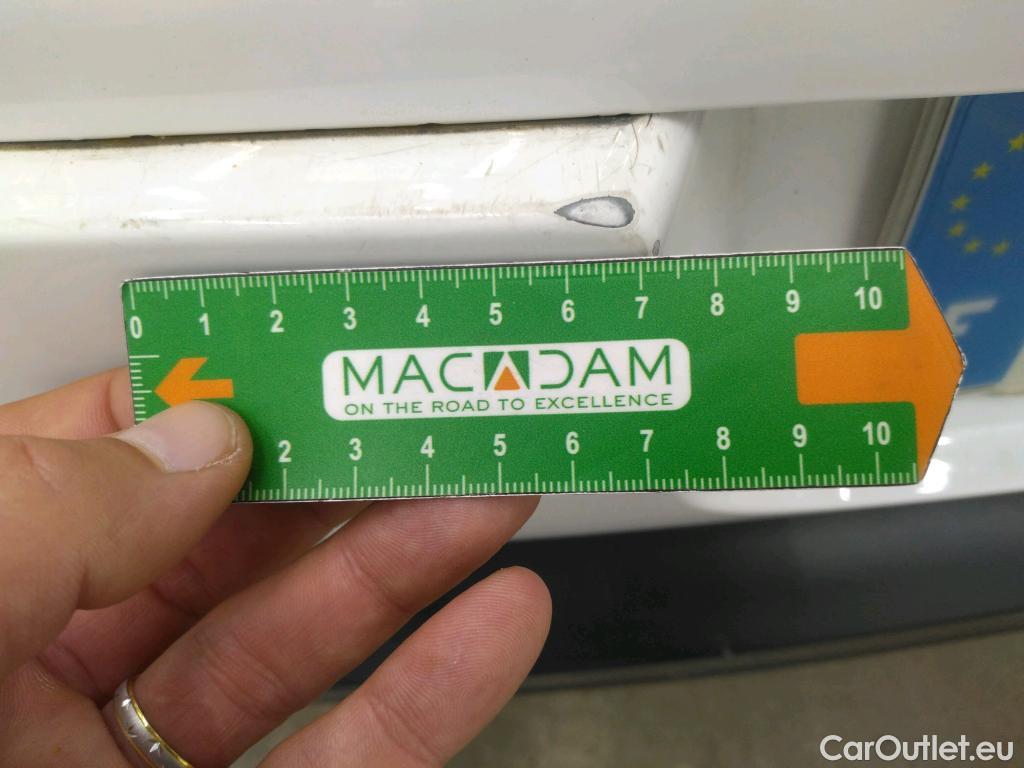 0 1 2 3 4 5 6 7 8 9 10
MACADAM
ON THE ROAD TO EXCELLENCE
2 3 4 5 6 7 8 9 10
CarOutlet.eu